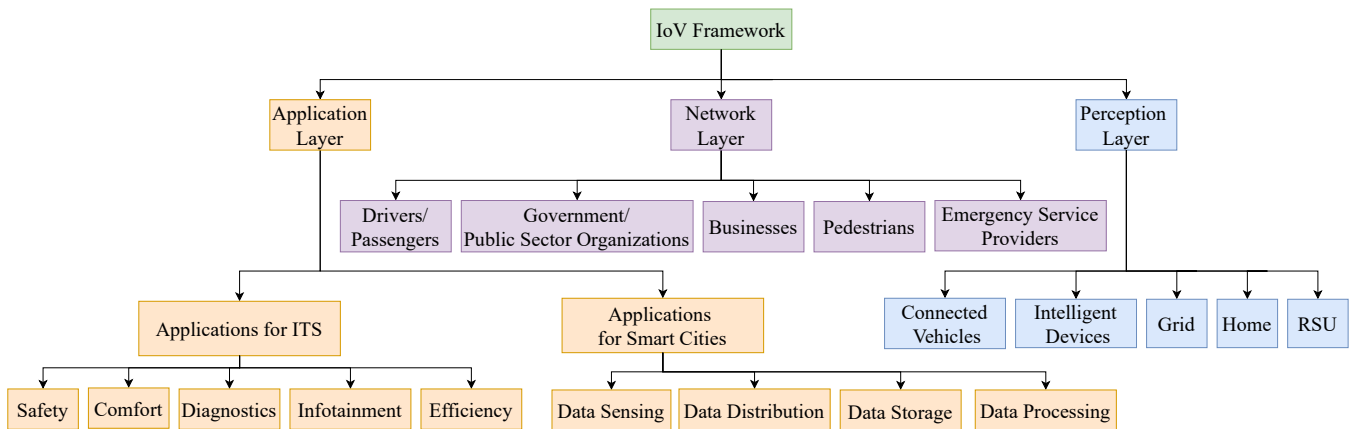 IoV Framework
Application
Layer
Network
Layer
Perception
Layer
Drivers/
Passengers
Government/
Public Sector Organizations
Businesses
Pedestrians
Emergency Service
Providers
Applications for ITS
Applications
for Smart Cities
Connected
Vehicles
Intelligent
Devices
Grid
Home
RSU
Safety
Comfort
Diagnostics
Infotainment
Efficiency
Data Sensing
Data Distribution
Data Storage
Data Processing